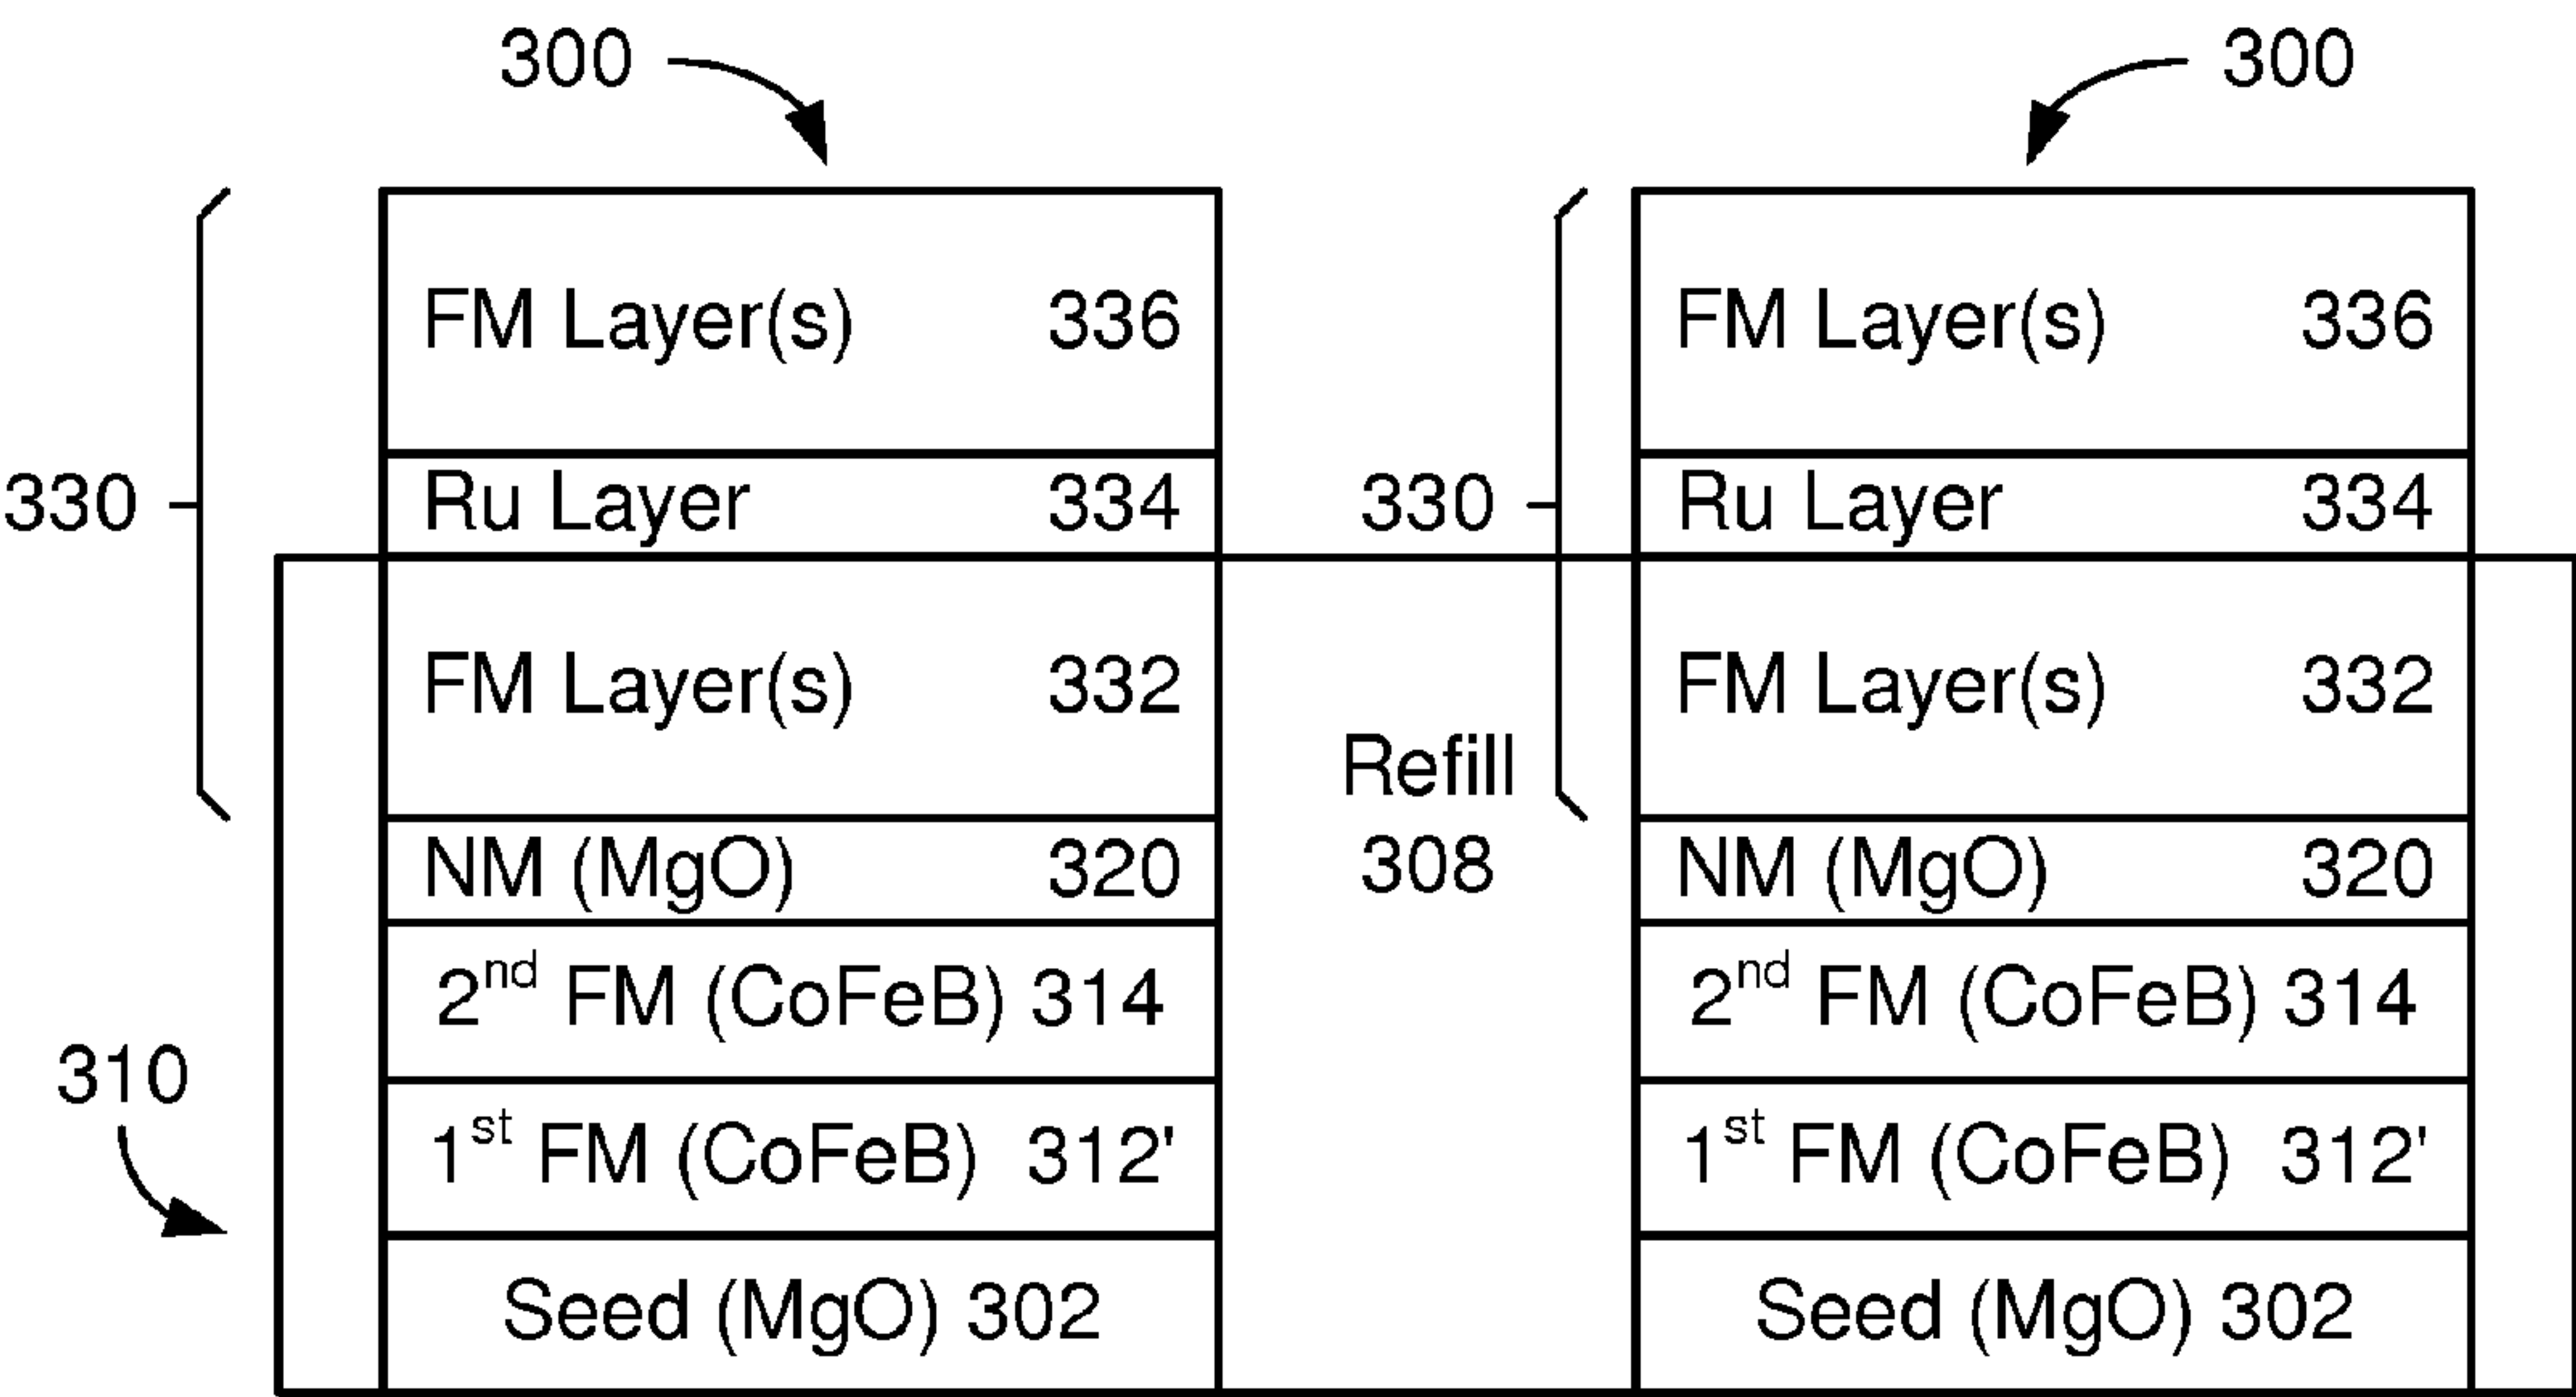 300 300
FM Layer(s) 336 FM Layer(s) 336
330 Ru Layer 334 330 Ru Layer 334
FM Layer(s) 332 FM Layer(s) 332
Refill
NM (MgO) 320 308 NM (MgO) 320
2nd FM (CoFeB) 314 2nd FM (CoFeB) 314
310
1st FM (CoFeB) 312' 1st FM (CoFeB) 312'
Seed (MgO) 302 Seed (MgO) 302